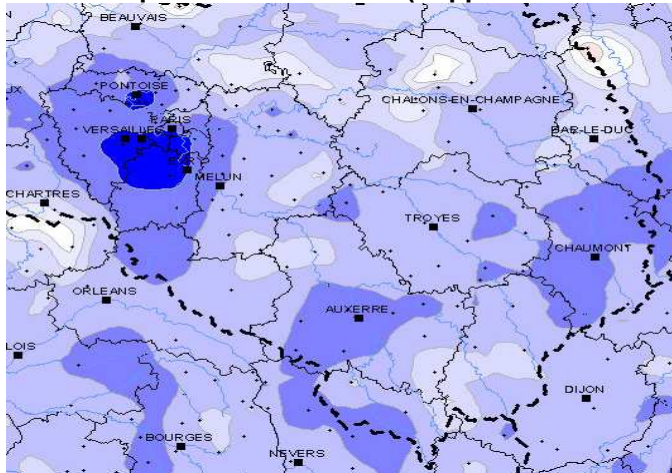 BEAUVAIS
PONTOISE
CHALONS-EN-CHAMPAGNE
PARIS
VERSAILLES
BAR-LE-DUC
MELUN
CHARTRES
TROYES
CHAUMONT
ORLEANS
AUXERRE
LOIS
DIJON
BOURGES
NEVERS